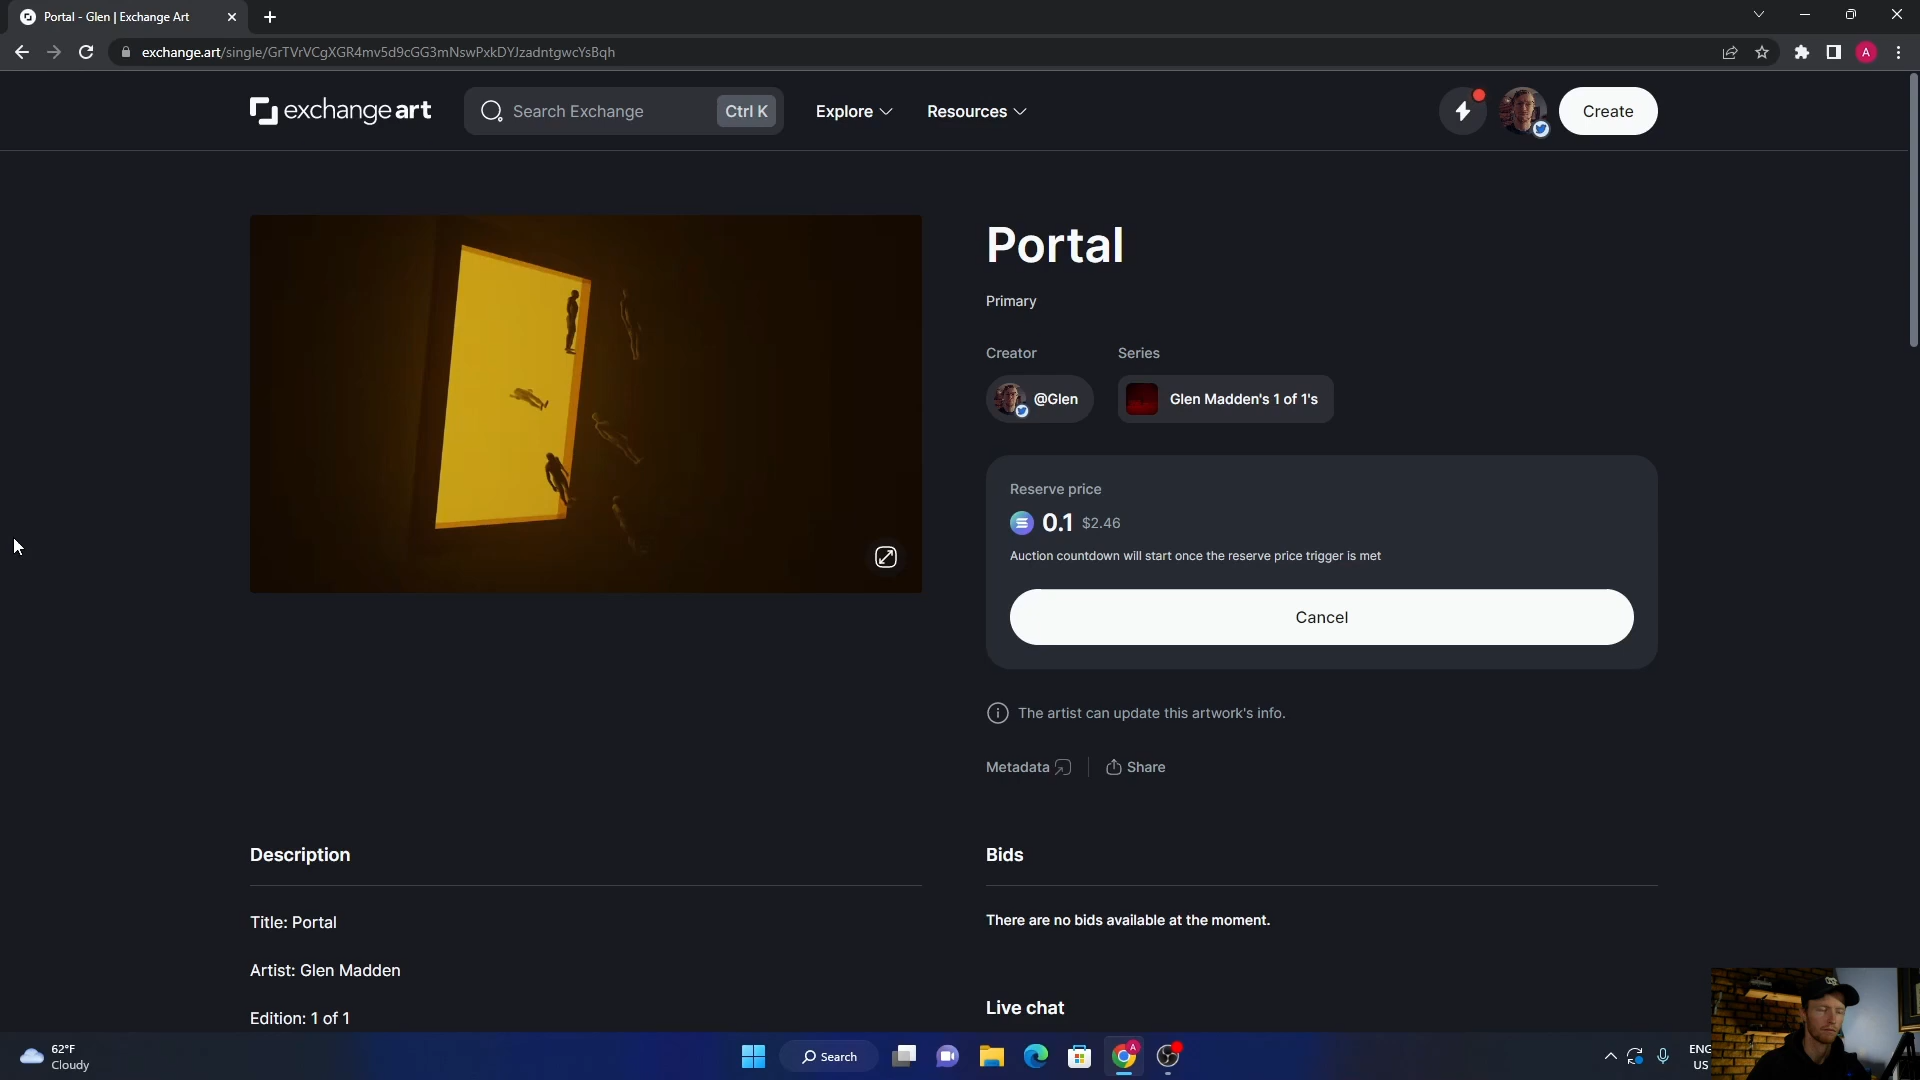 Portal - Glen | Exchange Art
exchange.art/single/GrTVrVCgXGR4mv5d9cGG3mNswPxkDYJzadntgwcYsBqh
A
exchange art
Search Exchange
Ctrl K
Explore
Resources
Create
Portal
Primary
Creator
Series
@Glen
Glen Madden's 1 of 1's
Reserve price
0.1 $2.46
Auction countdown will start once the reserve price trigger is met
Cancel
The artist can update this artwork's info.
Metadata
Share
Description
Title: Portal
Artist: Glen Madden
Edition: 1 of 1
Bids
There are no bids available at the moment.
Live chat
62°F
Cloudy
Search
A
ENG
US